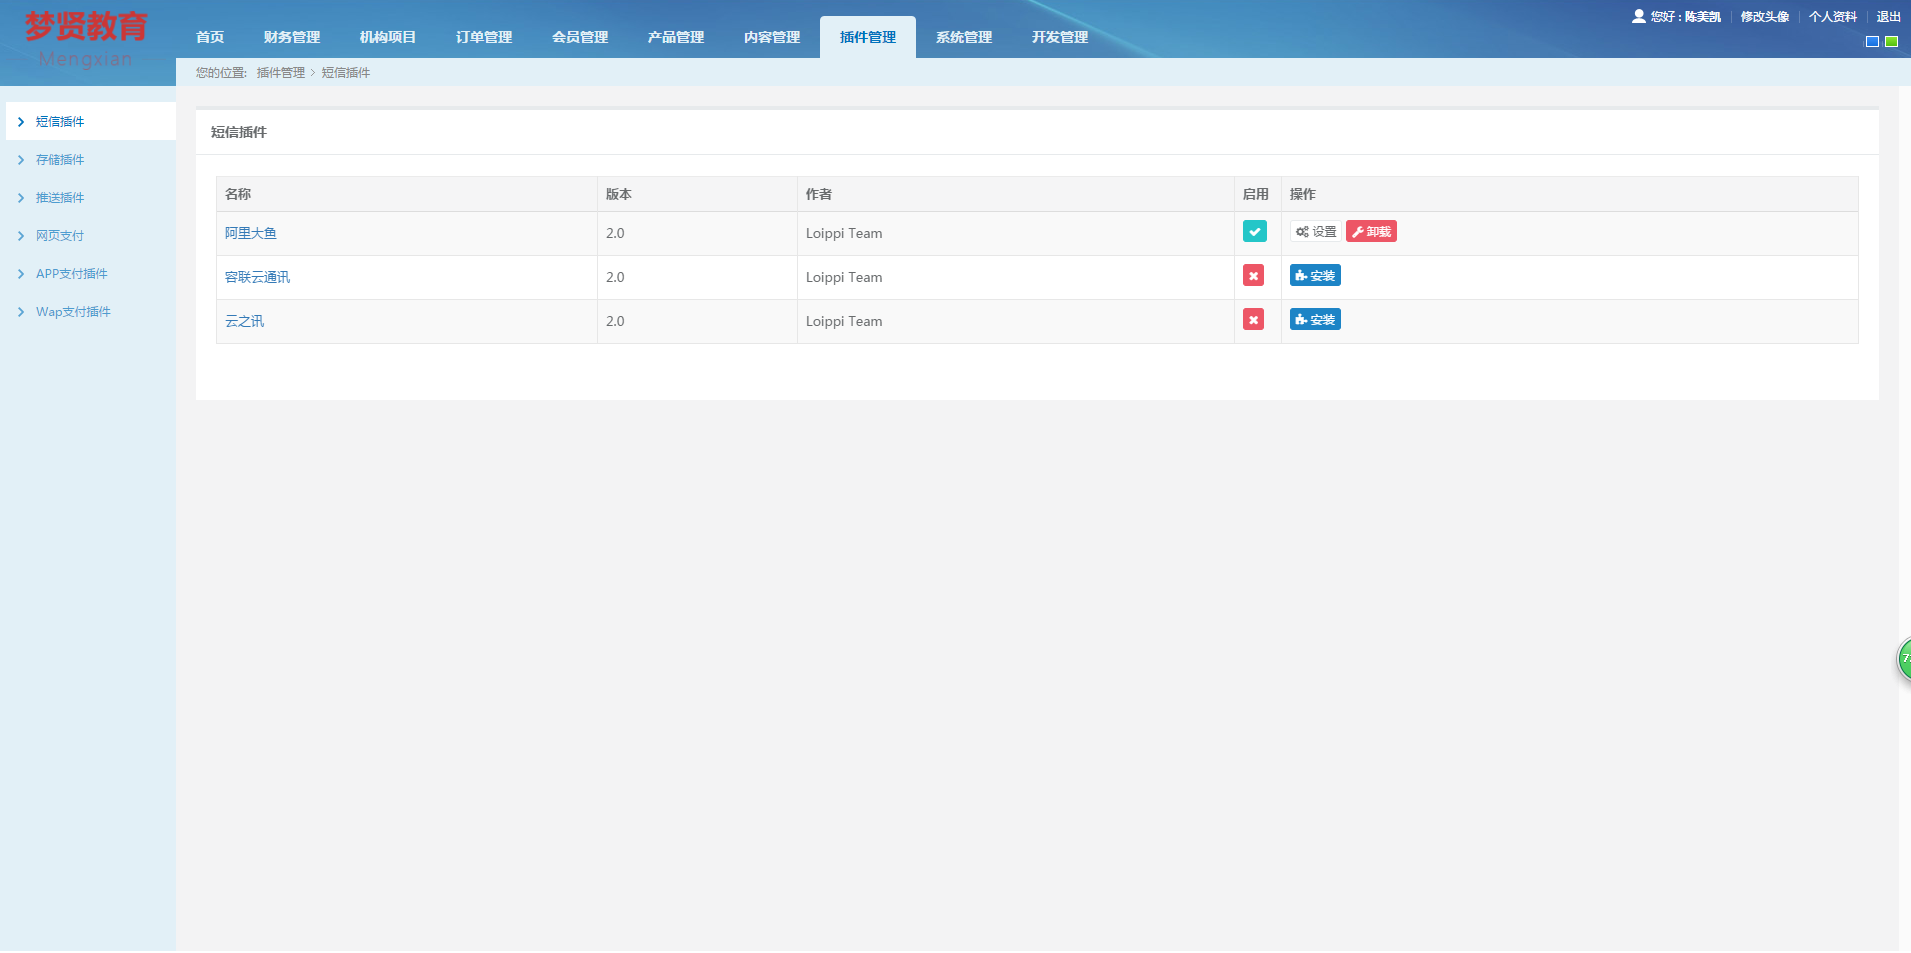 梦贤教育
Mengxian
首页 财务管理 机构项目 订单管理 会员管理 产品管理 内容管理 插件管理 系统管理 开发管理
您好 : 陈美凯 修改头像 个人资料 退出
您的位置: 插件管理 > 短信插件
短信插件
存储插件
推送插件
网页支付
APP支付插件
Wap支付插件
短信插件
名称 版本 作者 启用 操作
阿里大鱼 2.0 Loippi Team 设置 卸载
容联云通讯 2.0 Loippi Team 安装
云之讯 2.0 Loippi Team 安装